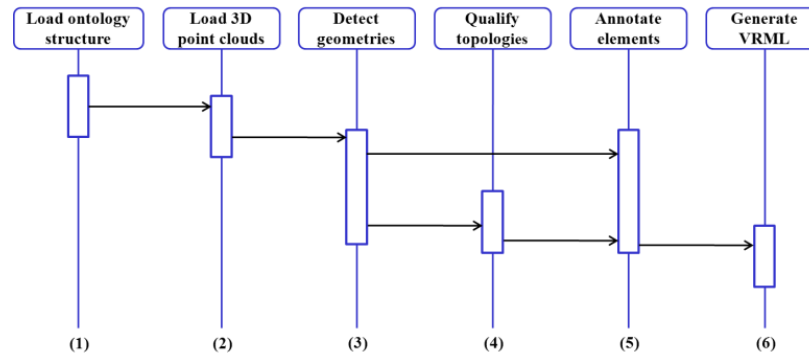 Load ontology
structure
Load 3D
point clouds
Detect
geometries
Qualify
topologies
Annotate
elements
Generate
VRML
(1)
(2)
(3)
(4)
(5)
(6)